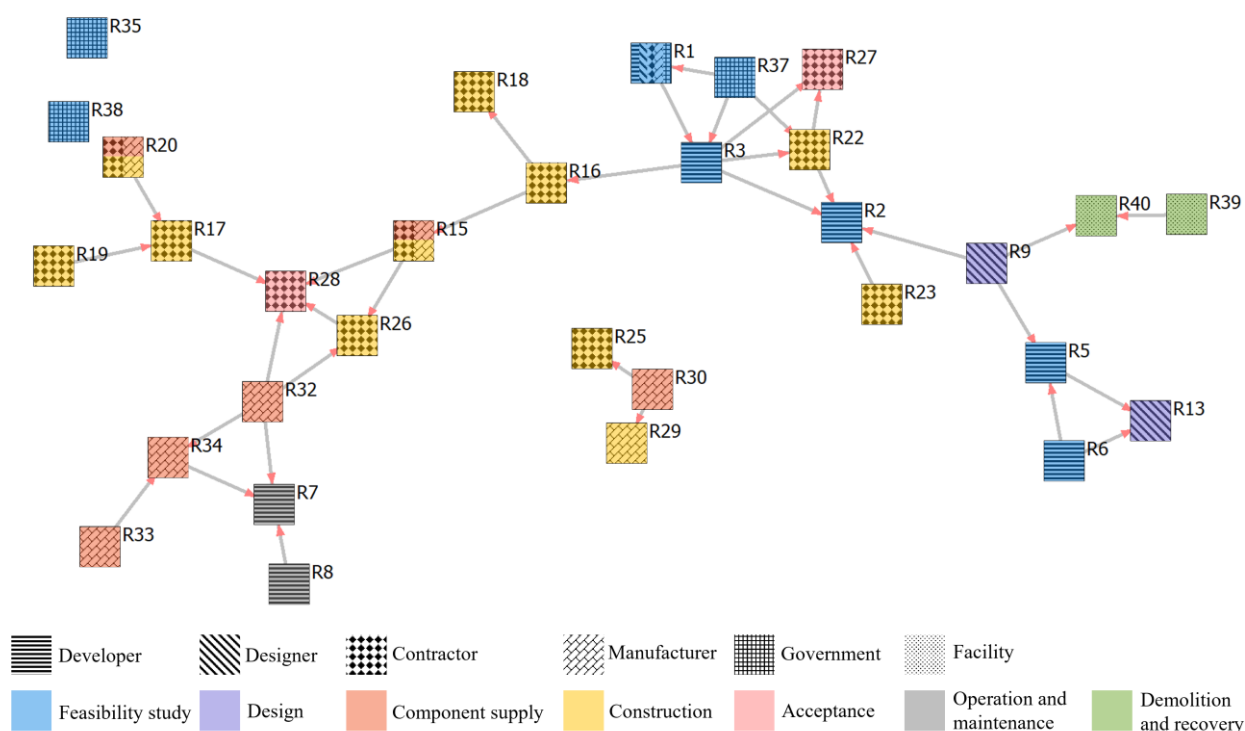 R35
R1
R37
R27
R18
R38
R20
R3
R22
R16
R2
R40
R39
R17
R15
R9
R19
R28
R23
R26
R25
R5
R30
R32
R13
R29
R34
R6
R7
R33
R8
Developer
Designer
Contractor
Manufacturer
Government
Facility
Feasibility study
Design
Component supply
Construction
Acceptance
Operation and
maintenance
Demolition
and recovery